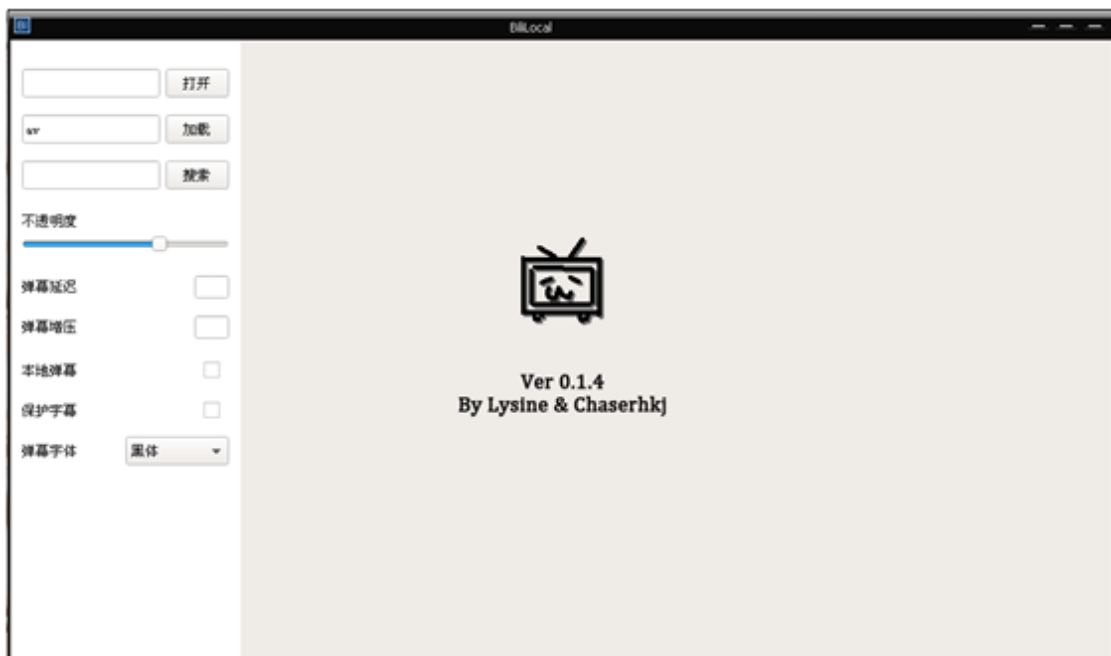 Bi
BiliLocal
打开
av
加载
搜索
不透明度
弹幕延迟
弹幕增压
本地弹幕
保护字幕
弹幕字体
黑体
Ver 0.1.4
By Lysine & Chaserhkj